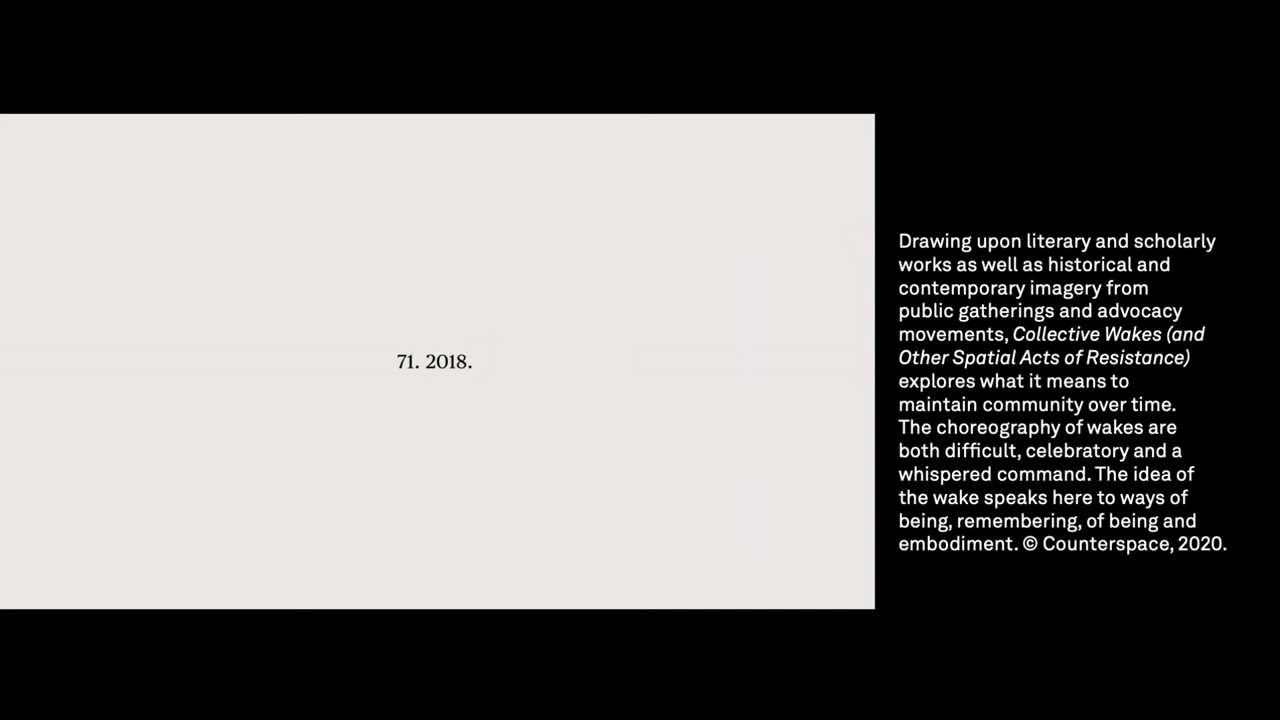 71. 2018.
Drawing upon literary and scholarly
works as well as historical and
contemporary imagery from
public gatherings and advocacy
movements, Collective Wakes (and
Other Spatial Acts of Resistance)
explores what it means to
maintain community over time.
The choreography of wakes are
both difficult, celebratory and a
whispered command. The idea of
the wake speaks here to ways of
being, remembering, of being and
embodiment. © Counterspace, 2020.